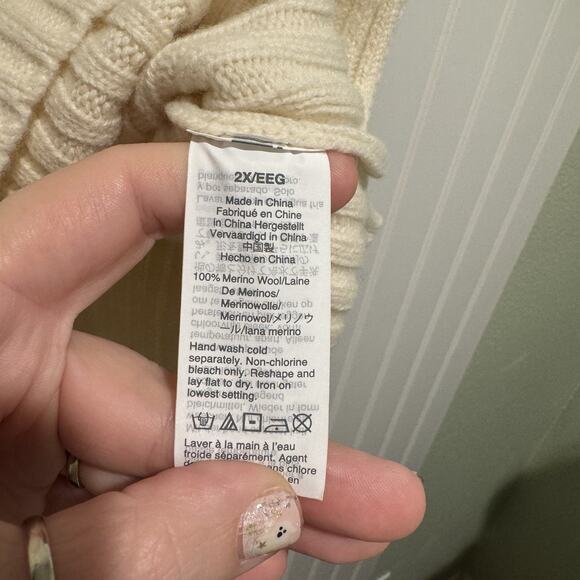 2X/EEG
Made in China
Fabriqué en Chine
In China Hergestellt
Vervaardigd in China
中国製
Hecho en China
100% Merino Wool/Laine
De Merinos/
Merinowolle/
Merinowol/メリノウ
ール/lana merino
Hand wash cold
separately. Non-chlorine
bleach only. Reshape and
lay flat to dry. Iron on
lowest setting.
Laver à la main à l'eau
froide séparément. Agent
sans chlore
en